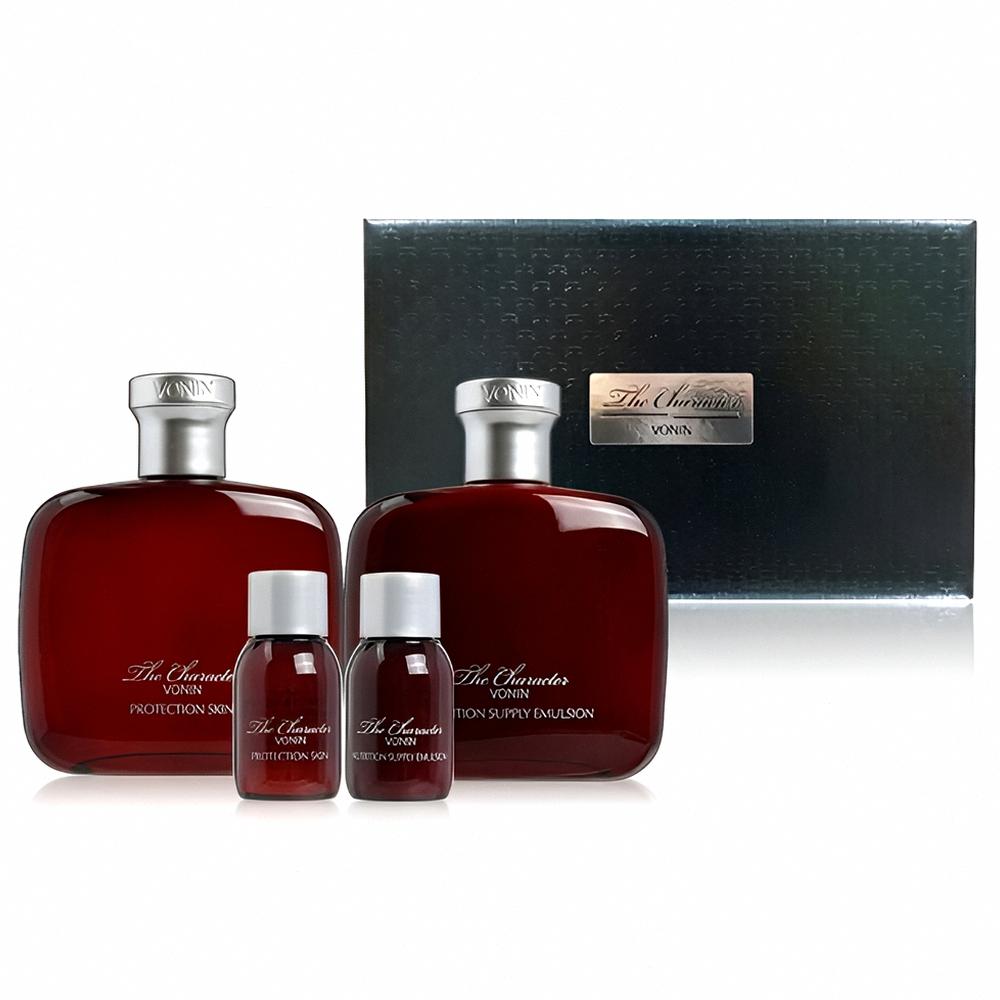 VONIN
VONIN
The Character
VONIN
The Character
VONIN
PROTECTION SKIN
The Character
VONIN
SUPPLY EMULSION
The Character
VONIN
PROTECTION SKIN
The Character
VONIN
EMULSION